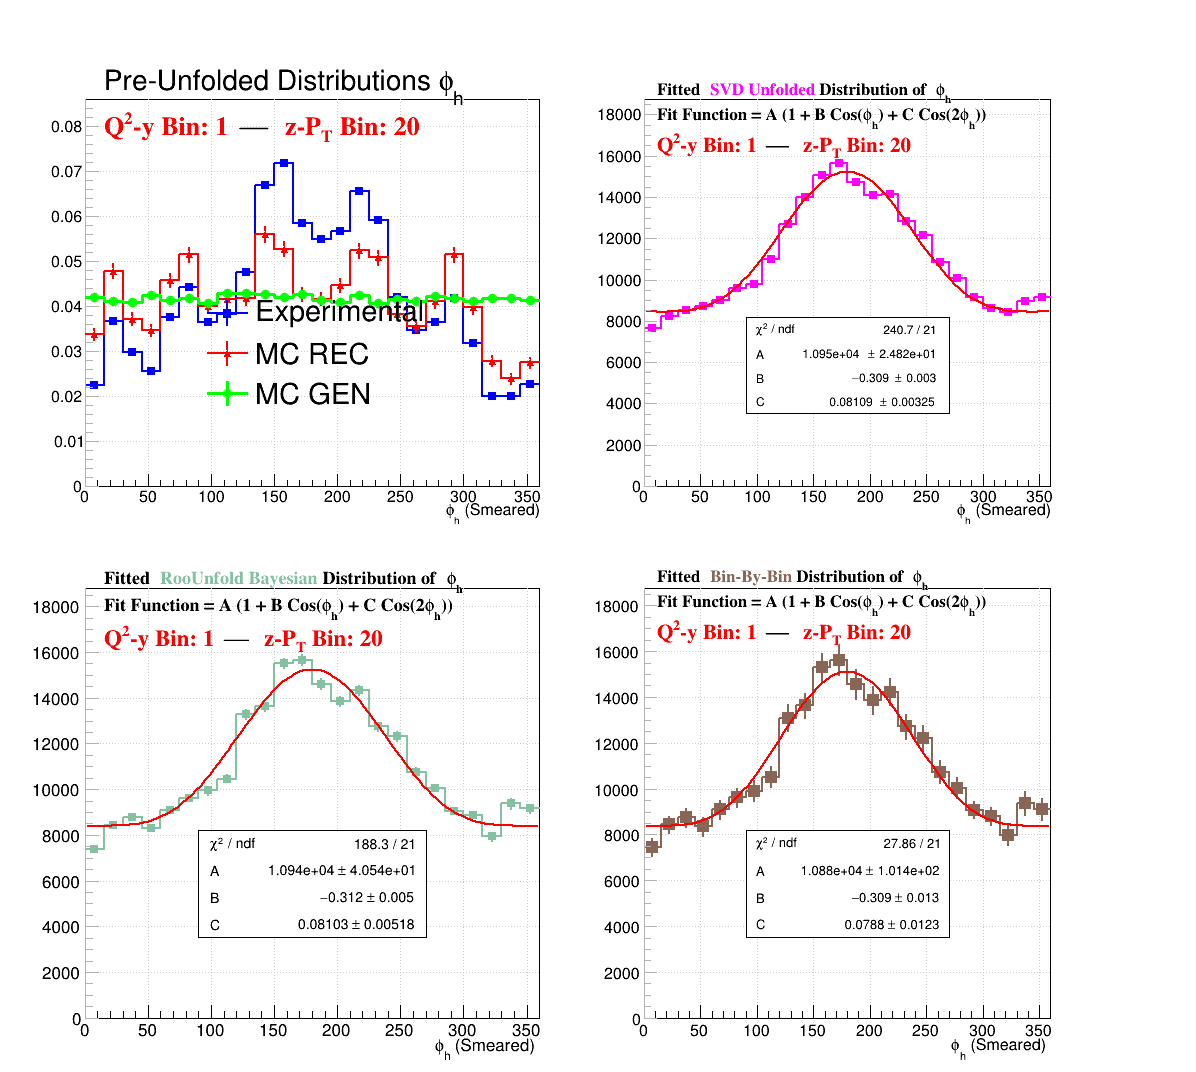 Pre-Unfolded Distributions ϕh
Q²-y Bin: 1 — z-PT Bin: 20
0.08
0.07
0.06
0.05
0.04
0.03
0.02
0.01
0
Experimental
MC REC
MC GEN
0 50 100 150 200 250 300 350
ϕh (Smeared)
Fitted SVD Unfolded Distribution of ϕh
Fit Function = A (1 + B Cos(ϕh) + C Cos(2ϕh))
Q²-y Bin: 1 — z-PT Bin: 20
18000
16000
14000
12000
10000
8000
6000
4000
2000
0
χ² / ndf 240.7 / 21
A 1.095e+04 ± 2.482e+01
B −0.309 ± 0.003
C 0.08109 ± 0.00325
0 50 100 150 200 250 300 350
ϕh (Smeared)
Fitted RooUnfold Bayesian Distribution of ϕh
Fit Function = A (1 + B Cos(ϕh) + C Cos(2ϕh))
Q²-y Bin: 1 — z-PT Bin: 20
18000
16000
14000
12000
10000
8000
6000
4000
2000
0
χ² / ndf 188.3 / 21
A 1.094e+04 ± 4.054e+01
B −0.312 ± 0.005
C 0.08103 ± 0.00518
0 50 100 150 200 250 300 350
ϕh (Smeared)
Fitted Bin-By-Bin Distribution of ϕh
Fit Function = A (1 + B Cos(ϕh) + C Cos(2ϕh))
Q²-y Bin: 1 — z-PT Bin: 20
18000
16000
14000
12000
10000
8000
6000
4000
2000
0
χ² / ndf 27.86 / 21
A 1.088e+04 ± 1.014e+02
B −0.309 ± 0.013
C 0.0788 ± 0.0123
0 50 100 150 200 250 300 350
ϕh (Smeared)